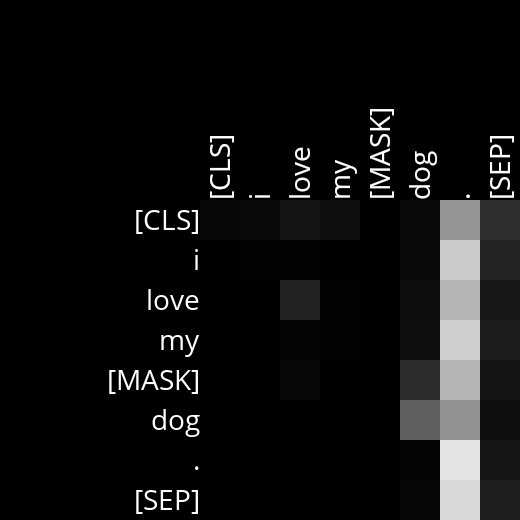 [CLS] i love my [MASK] dog . [SEP]
[CLS]
i
love
my
[MASK]
dog
.
[SEP]